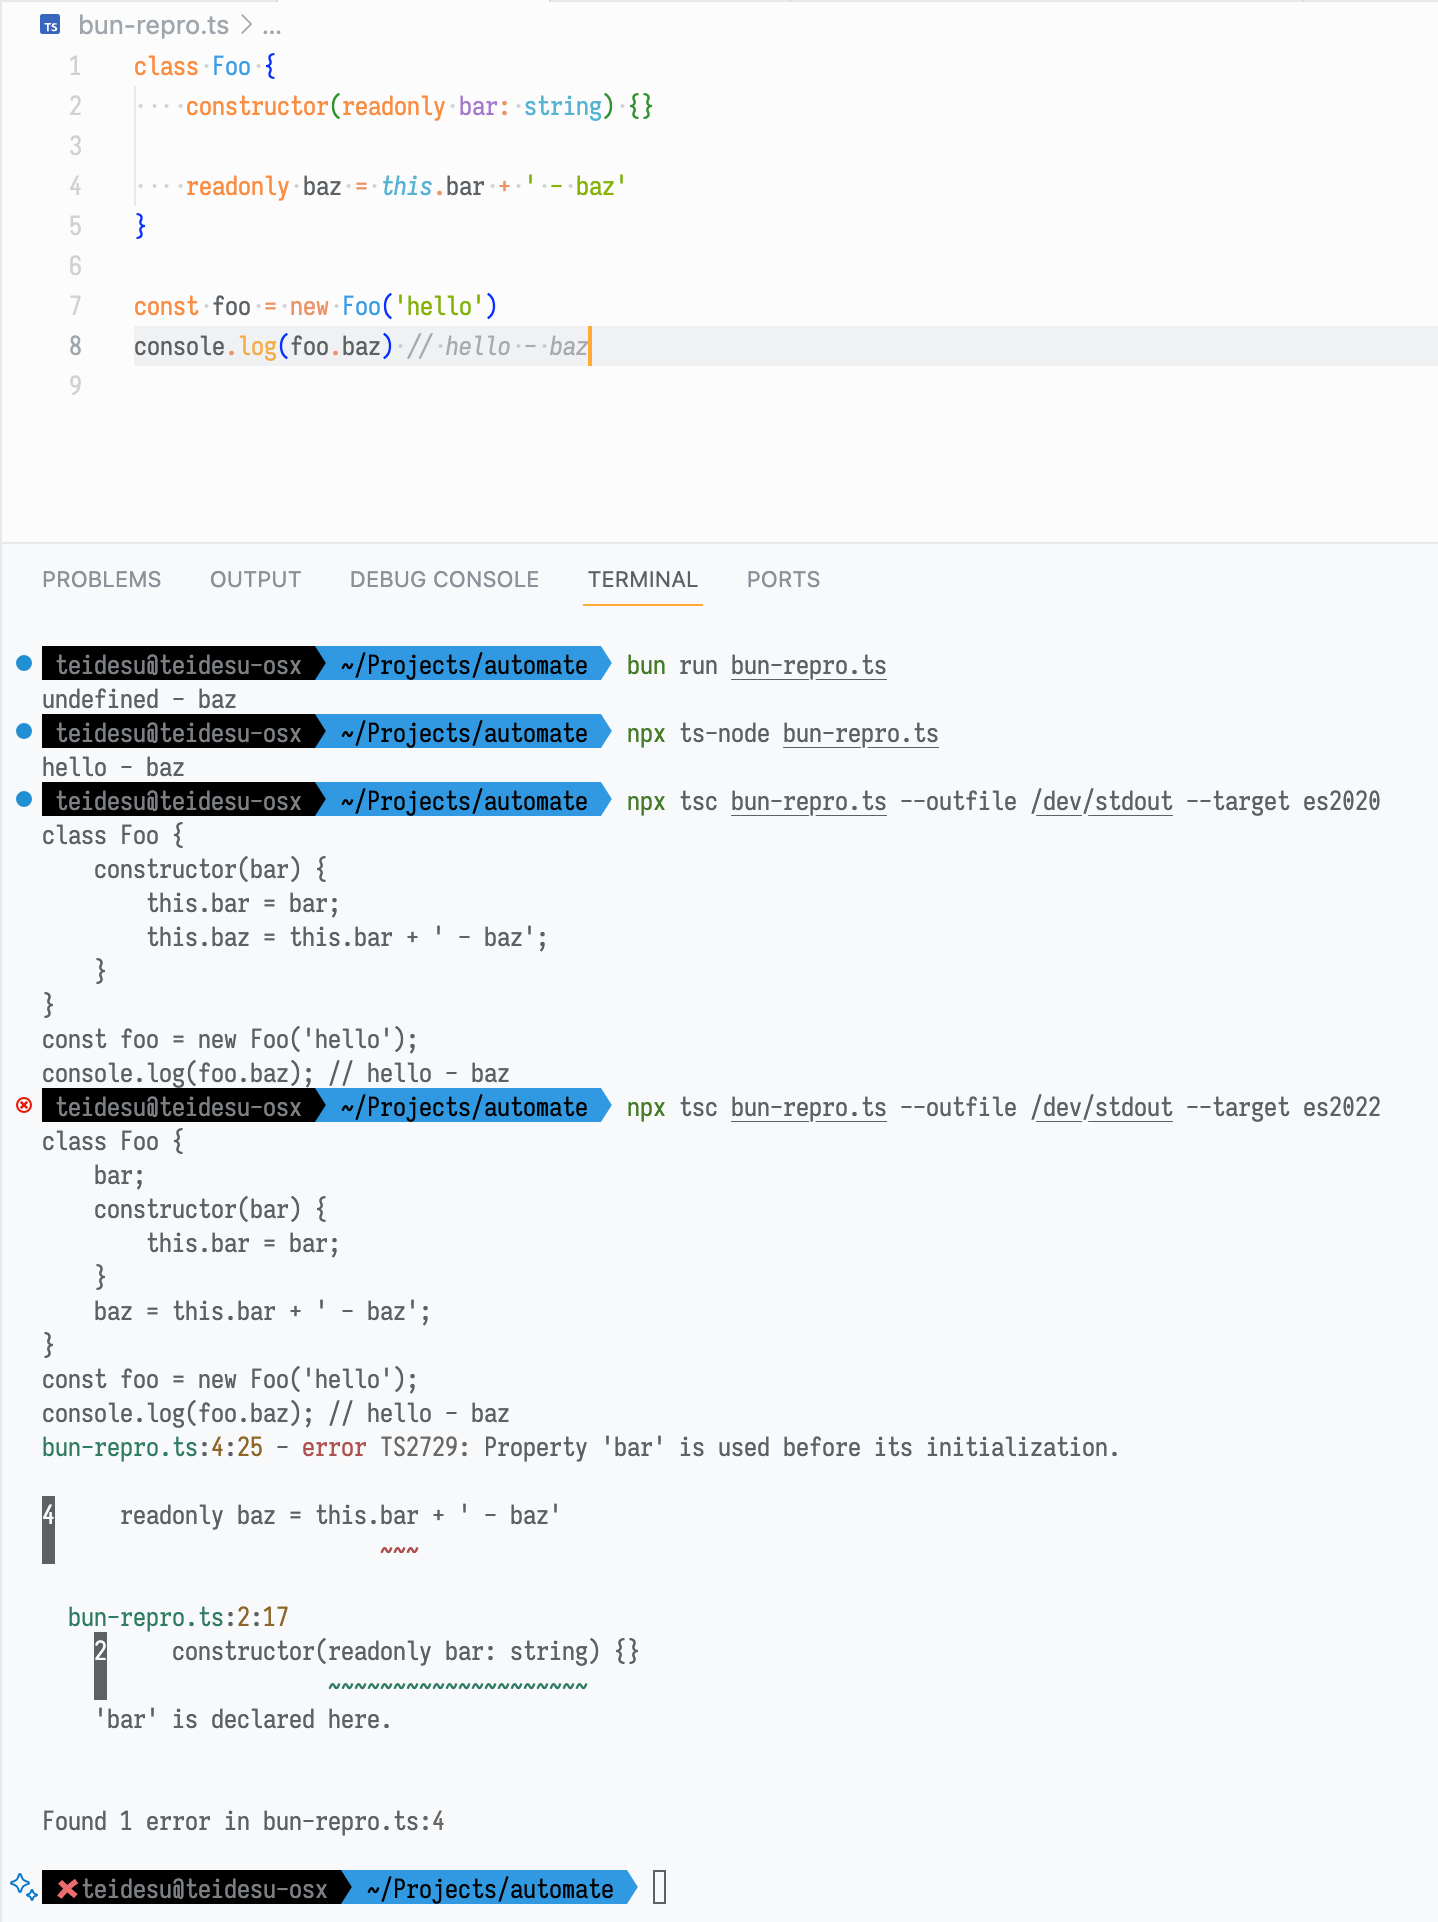 TS bun-repro.ts > ...
1 class Foo {
2 ····constructor(readonly bar: string) {}
3
4 ····readonly baz = this.bar + ' - baz'
5 }
6
7 const foo = new Foo('hello')
8 console.log(foo.baz) // hello - baz
9
PROBLEMS OUTPUT DEBUG CONSOLE TERMINAL PORTS
teidesu@teidesu-osx ~/Projects/automate bun run bun-repro.ts
undefined - baz
teidesu@teidesu-osx ~/Projects/automate npx ts-node bun-repro.ts
hello - baz
teidesu@teidesu-osx ~/Projects/automate npx tsc bun-repro.ts --outfile /dev/stdout --target es2020
class Foo {
    constructor(bar) {
        this.bar = bar;
        this.baz = this.bar + ' - baz';
    }
}
const foo = new Foo('hello');
console.log(foo.baz); // hello - baz
teidesu@teidesu-osx ~/Projects/automate npx tsc bun-repro.ts --outfile /dev/stdout --target es2022
class Foo {
    bar;
    constructor(bar) {
        this.bar = bar;
    }
    baz = this.bar + ' - baz';
}
const foo = new Foo('hello');
console.log(foo.baz); // hello - baz
bun-repro.ts:4:25 - error TS2729: Property 'bar' is used before its initialization.
4     readonly baz = this.bar + ' - baz'
                          ~~~
  bun-repro.ts:2:17
    2     constructor(readonly bar: string) {}
                      ~~~~~~~~~~~~~~~~~~~~
    'bar' is declared here.
Found 1 error in bun-repro.ts:4
✘teidesu@teidesu-osx ~/Projects/automate